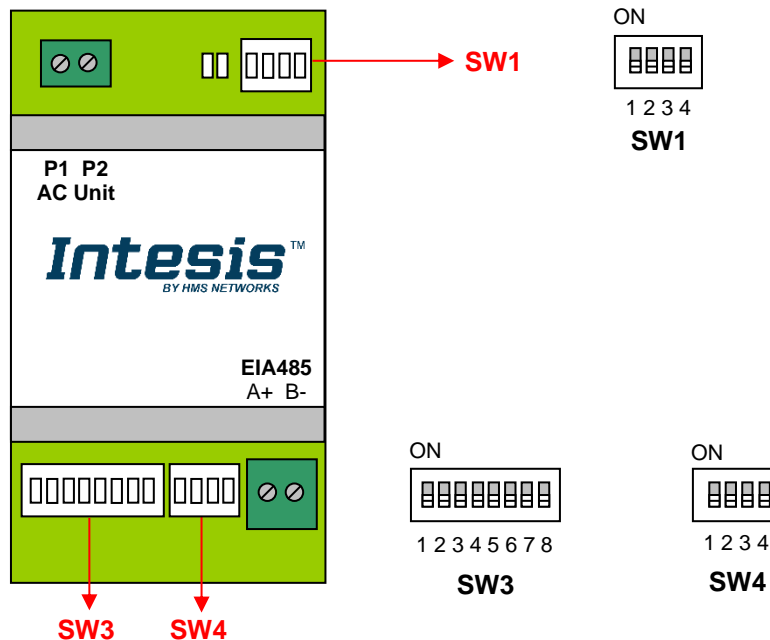 SW1
ON
1 2 3 4
SW1
P1 P2
AC Unit
Intesis™
BY HMS NETWORKS
EIA485
A+ B-
ON
1 2 3 4 5 6 7 8
SW3
ON
1 2 3 4
SW4
SW3
SW4